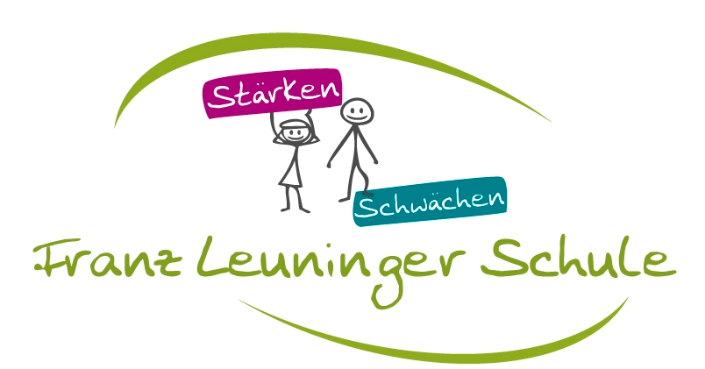 Stärken
Schwächen
Franz Leuninger Schule